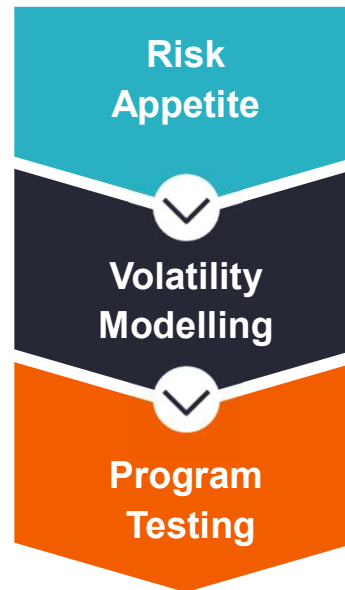 Risk
Appetite
Volatility
Modelling
Program
Testing